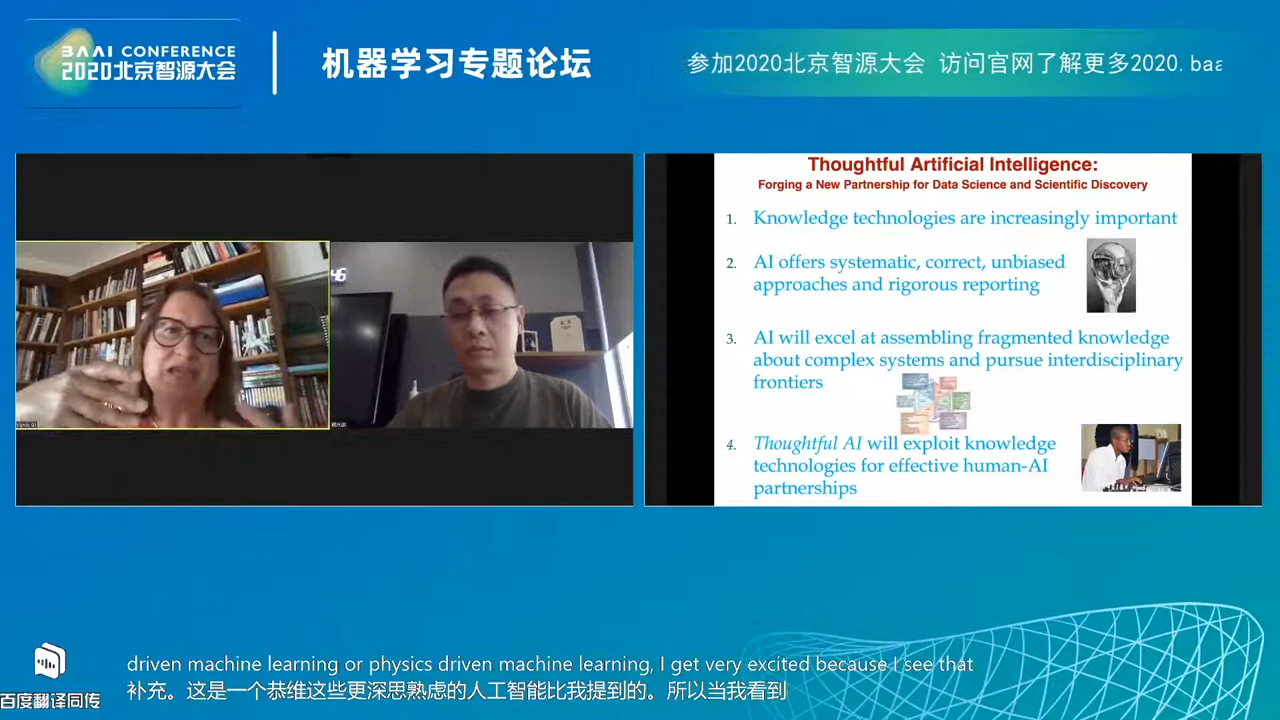 BAAI CONFERENCE
2020北京智源大会
机器学习专题论坛
参加2020北京智源大会 访问官网了解更多2020. baa
46
Thoughtful Artificial Intelligence:
Forging a New Partnership for Data Science and Scientific Discovery
1. Knowledge technologies are increasingly important
2. AI offers systematic, correct, unbiased
approaches and rigorous reporting
3. AI will excel at assembling fragmented knowledge
about complex systems and pursue interdisciplinary
frontiers
4. Thoughtful AI will exploit knowledge
technologies for effective human-AI
partnerships
driven machine learning or physics driven machine learning, I get very excited because I see that
补充。这是一个恭维这些更深思熟虑的人工智能比我提到的。所以当我看到
百度翻译同传